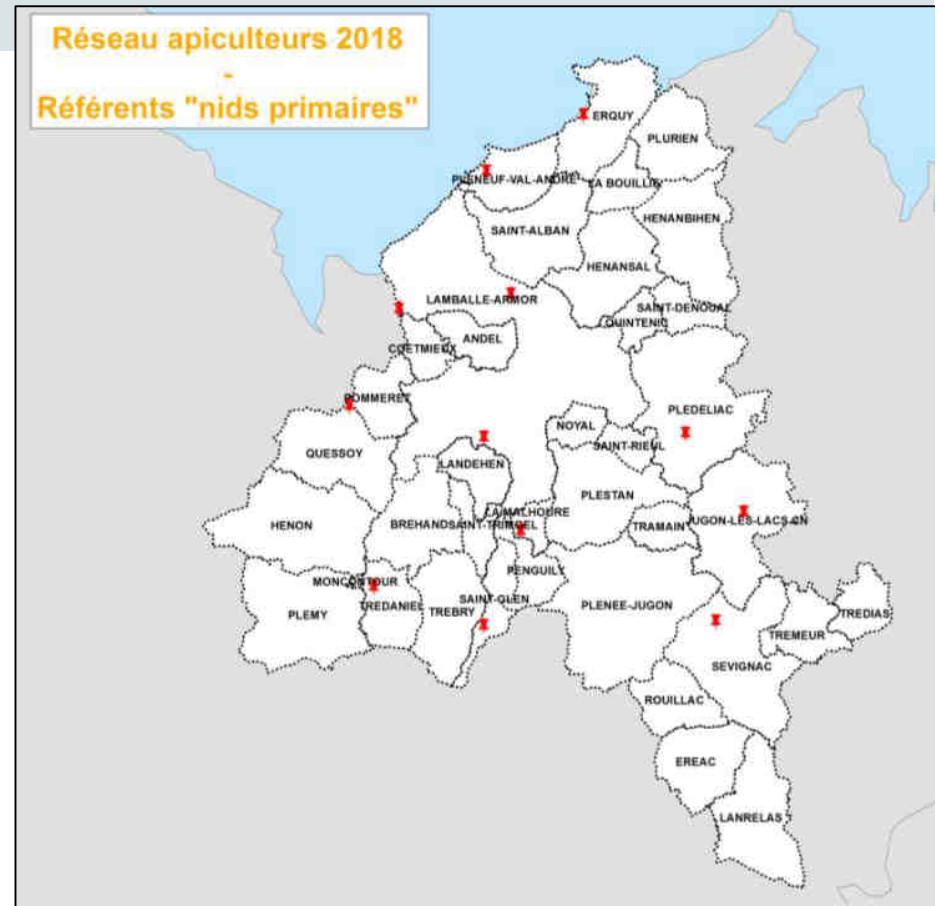 Réseau apiculteurs 2018
-
Référents "nids primaires"
ERQUY
PLURIEN
PLENEUF-VAL-ANDRE
LA BOUILLIE
HENANBIHEN
SAINT-ALBAN
HENANSAL
LAMBALLE-ARMOR
SAINT-DENOUAL
QUINTENIC
ANDEL
COETMIEUX
POMMERET
PLEDELIAC
NOYAL
SAINT-RIEUL
QUESSOY
LANDEHEN
PLESTAN
LA MALHOURE
JUGON-LES-LACS-CN
HENON
BREHAND
SAINT-TRIMOEL
TRAMAIN
PENGUILY
MONCONTOUR
SAINT-GLEN
PLENEE-JUGON
PLEMY
TREDANIEL
TREBRY
TREDIAS
TREMEUR
SEVIGNAC
ROUILLAC
EREAC
LANRELAS